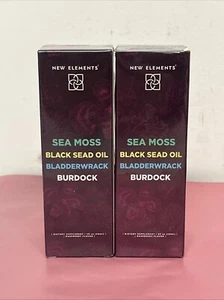 NEW ELEMENTS
SEA MOSS
BLACK SEAD OIL
BLADDERWRACK
BURDOCK
NEW ELEMENTS
SEA MOSS
BLACK SEAD OIL
BLADDERWRACK
BURDOCK